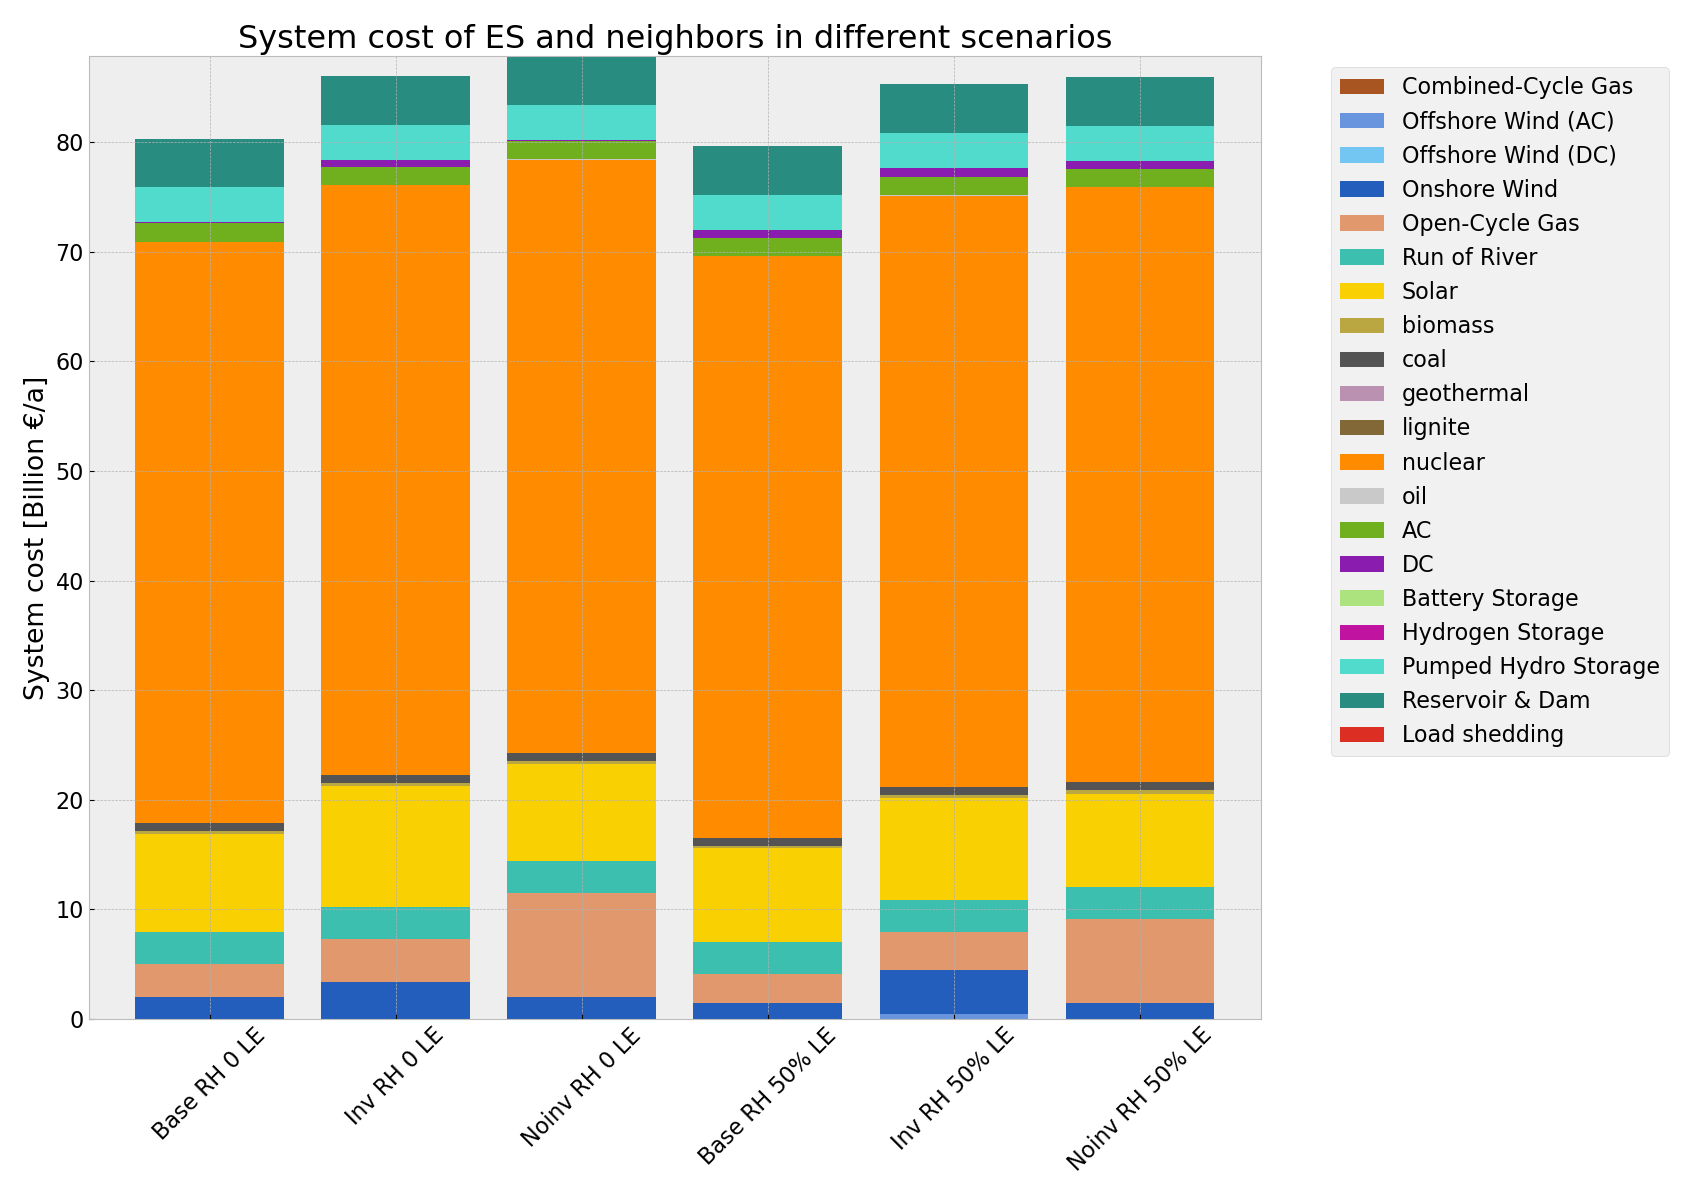 System cost of ES and neighbors in different scenarios
System cost [Billion €/a]
80
70
60
50
40
30
20
10
0
Base RH 0 LE
Inv RH 0 LE
Noinv RH 0 LE
Base RH 50% LE
Inv RH 50% LE
Noinv RH 50% LE
Combined-Cycle Gas
Offshore Wind (AC)
Offshore Wind (DC)
Onshore Wind
Open-Cycle Gas
Run of River
Solar
biomass
coal
geothermal
lignite
nuclear
oil
AC
DC
Battery Storage
Hydrogen Storage
Pumped Hydro Storage
Reservoir & Dam
Load shedding